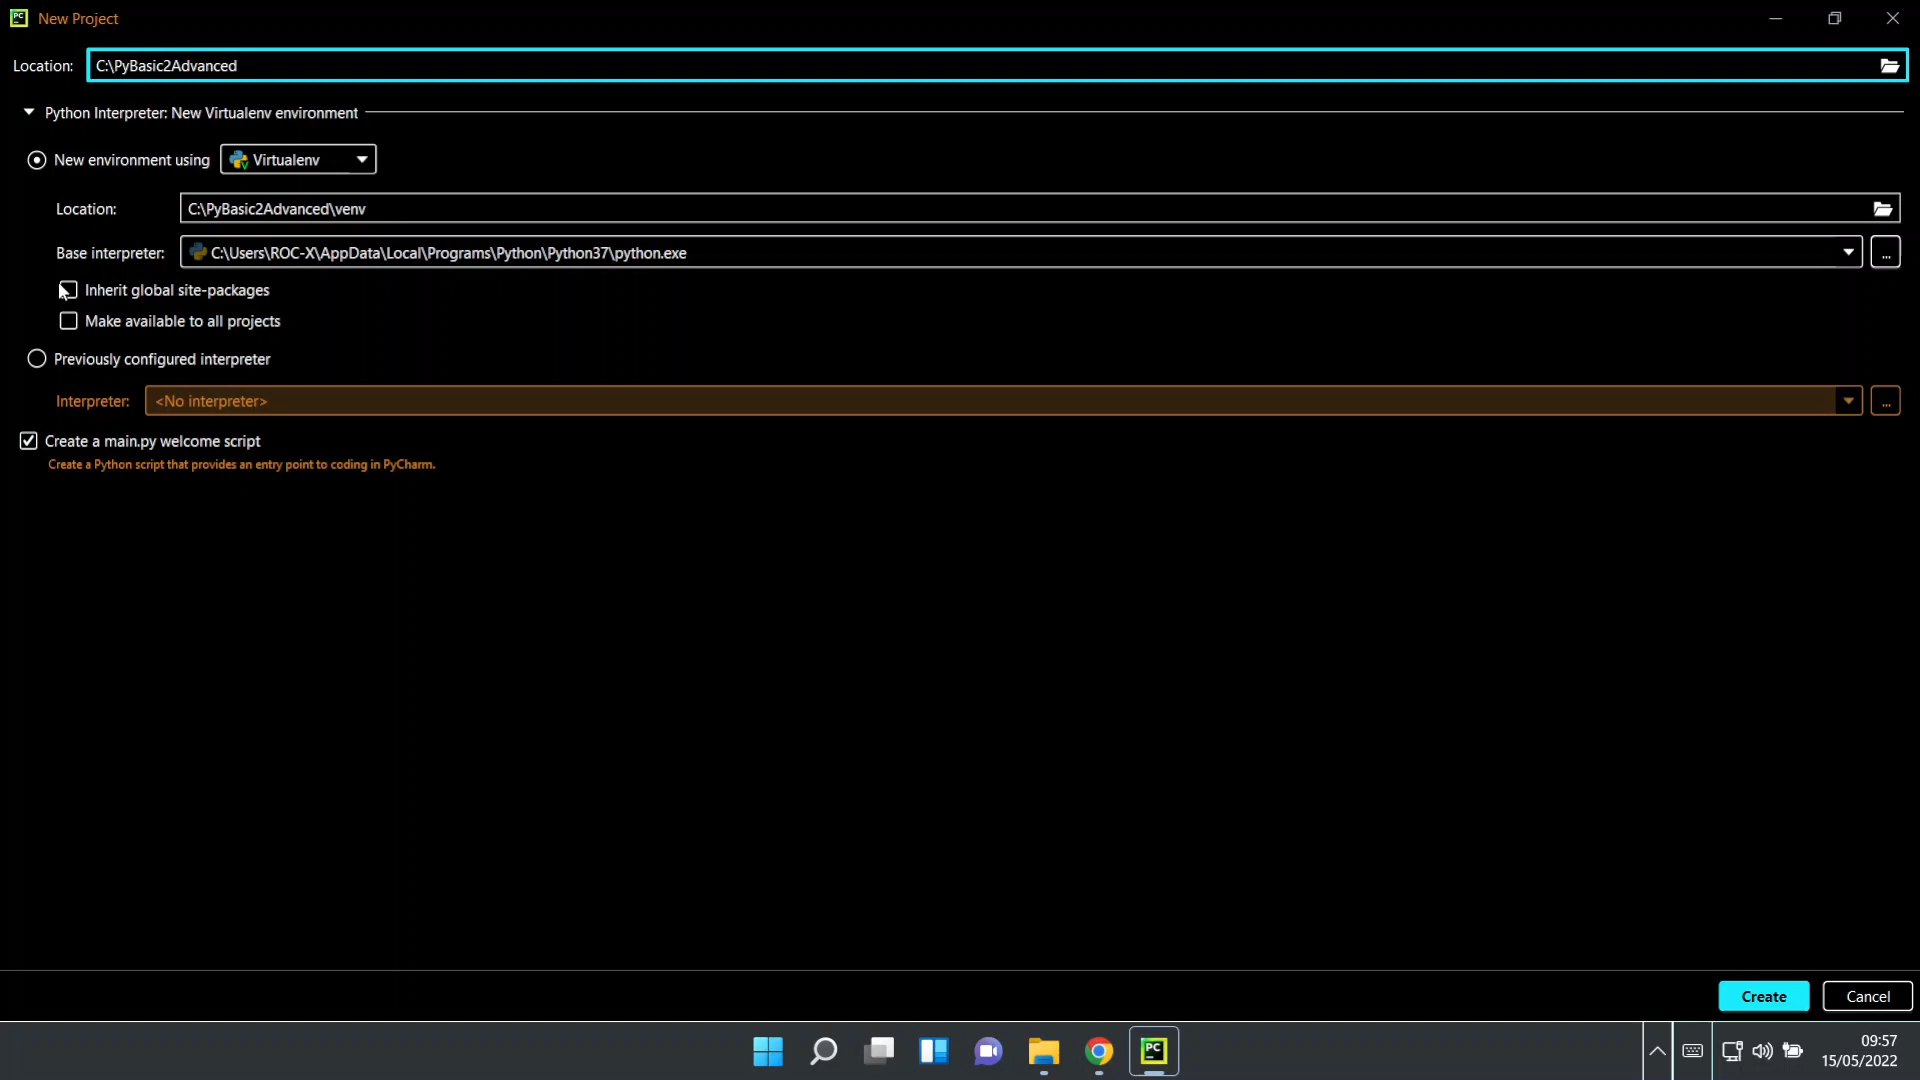 New Project
Location: C:\PyBasic2Advanced
Python Interpreter: New Virtualenv environment
New environment using Virtualenv
Location: C:\PyBasic2Advanced\venv
Base interpreter: C:\Users\ROC-X\AppData\Local\Programs\Python\Python37\python.exe ...
Inherit global site-packages
Make available to all projects
Previously configured interpreter
Interpreter: <No interpreter> ...
Create a main.py welcome script
Create a Python script that provides an entry point to coding in PyCharm.
Create Cancel
PC
09:57
15/05/2022